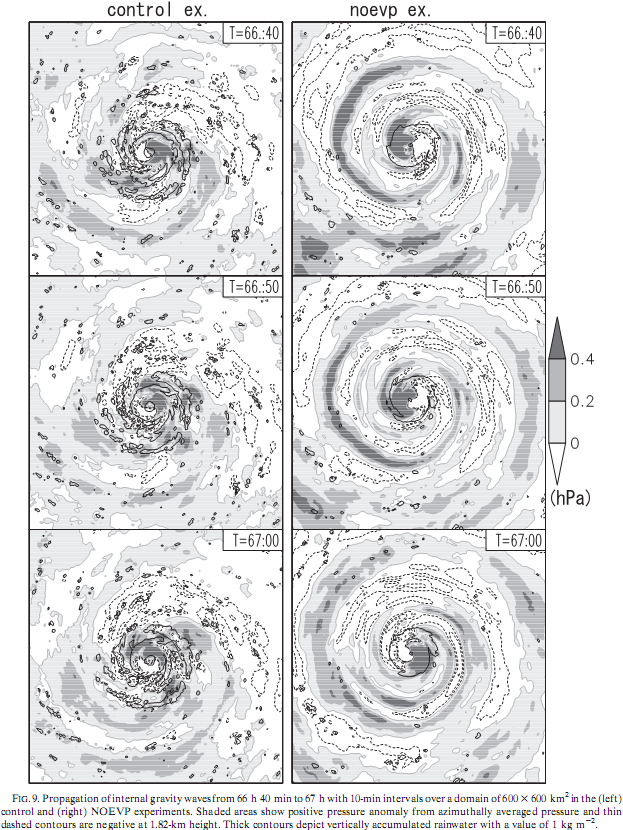 control ex.
noevp ex.
T=66.:40
T=66.:40
T=66.:50
T=66.:50
T=67:00
T=67:00
0.4
0.2
0
(hPa)
FIG. 9. Propagation of internal gravity waves from 66 h 40 min to 67 h with 10-min intervals over a domain of 600 × 600 km² in the (left)
control and (right) NOEVP experiments. Shaded areas show positive pressure anomaly from azimuthally averaged pressure and thin
dashed contours are negative at 1.82-km height. Thick contours depict vertically accumulated rainwater with a value of 1 kg m⁻².